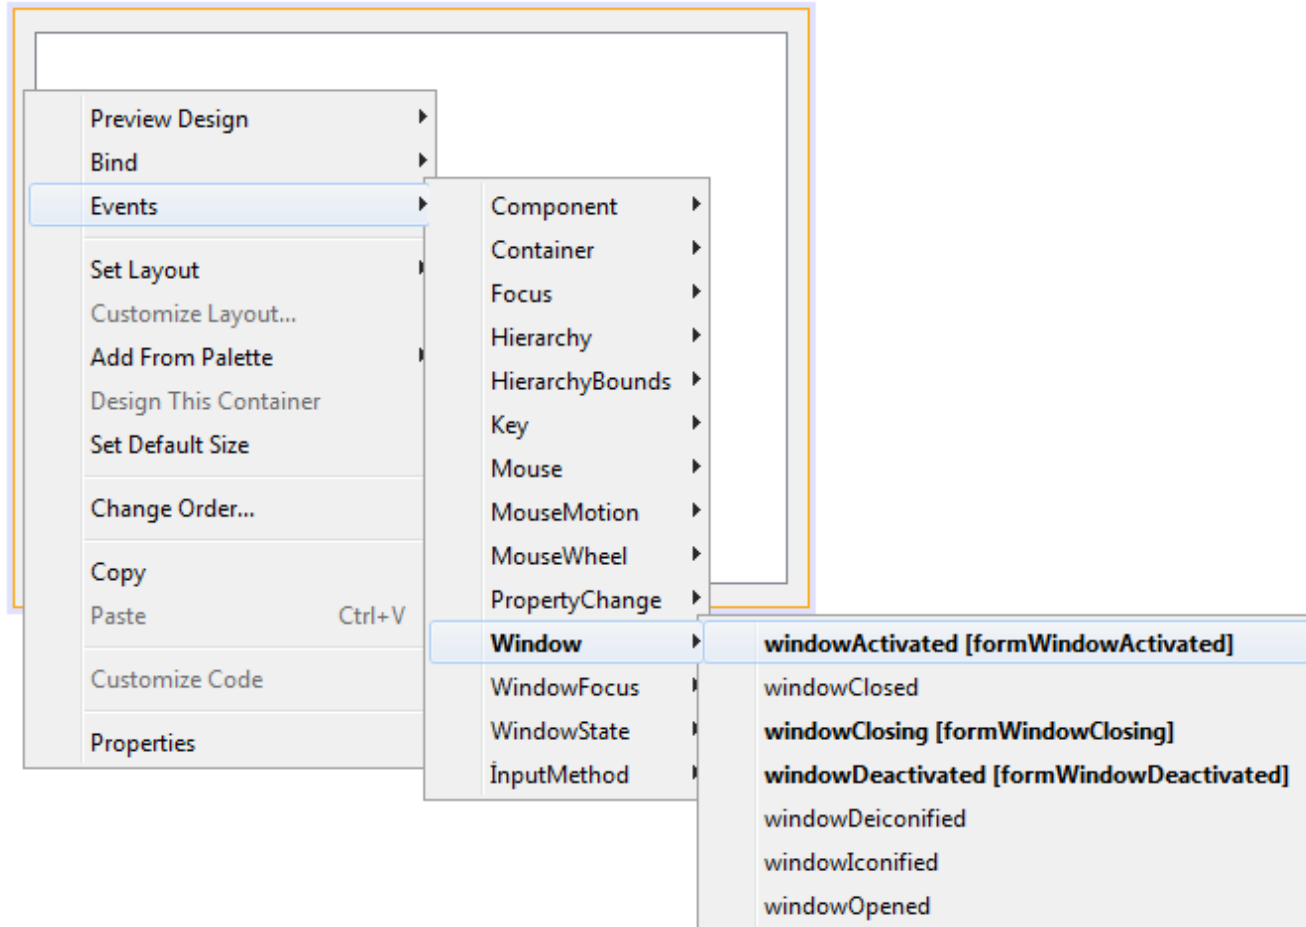 Preview Design
Bind
Events
Set Layout
Customize Layout...
Add From Palette
Design This Container
Set Default Size
Change Order...
Copy
Paste Ctrl+V
Customize Code
Properties
Component
Container
Focus
Hierarchy
HierarchyBounds
Key
Mouse
MouseMotion
MouseWheel
PropertyChange
Window
WindowFocus
WindowState
İnputMethod
windowActivated [formWindowActivated]
windowClosed
windowClosing [formWindowClosing]
windowDeactivated [formWindowDeactivated]
windowDeiconified
windowIconified
windowOpened